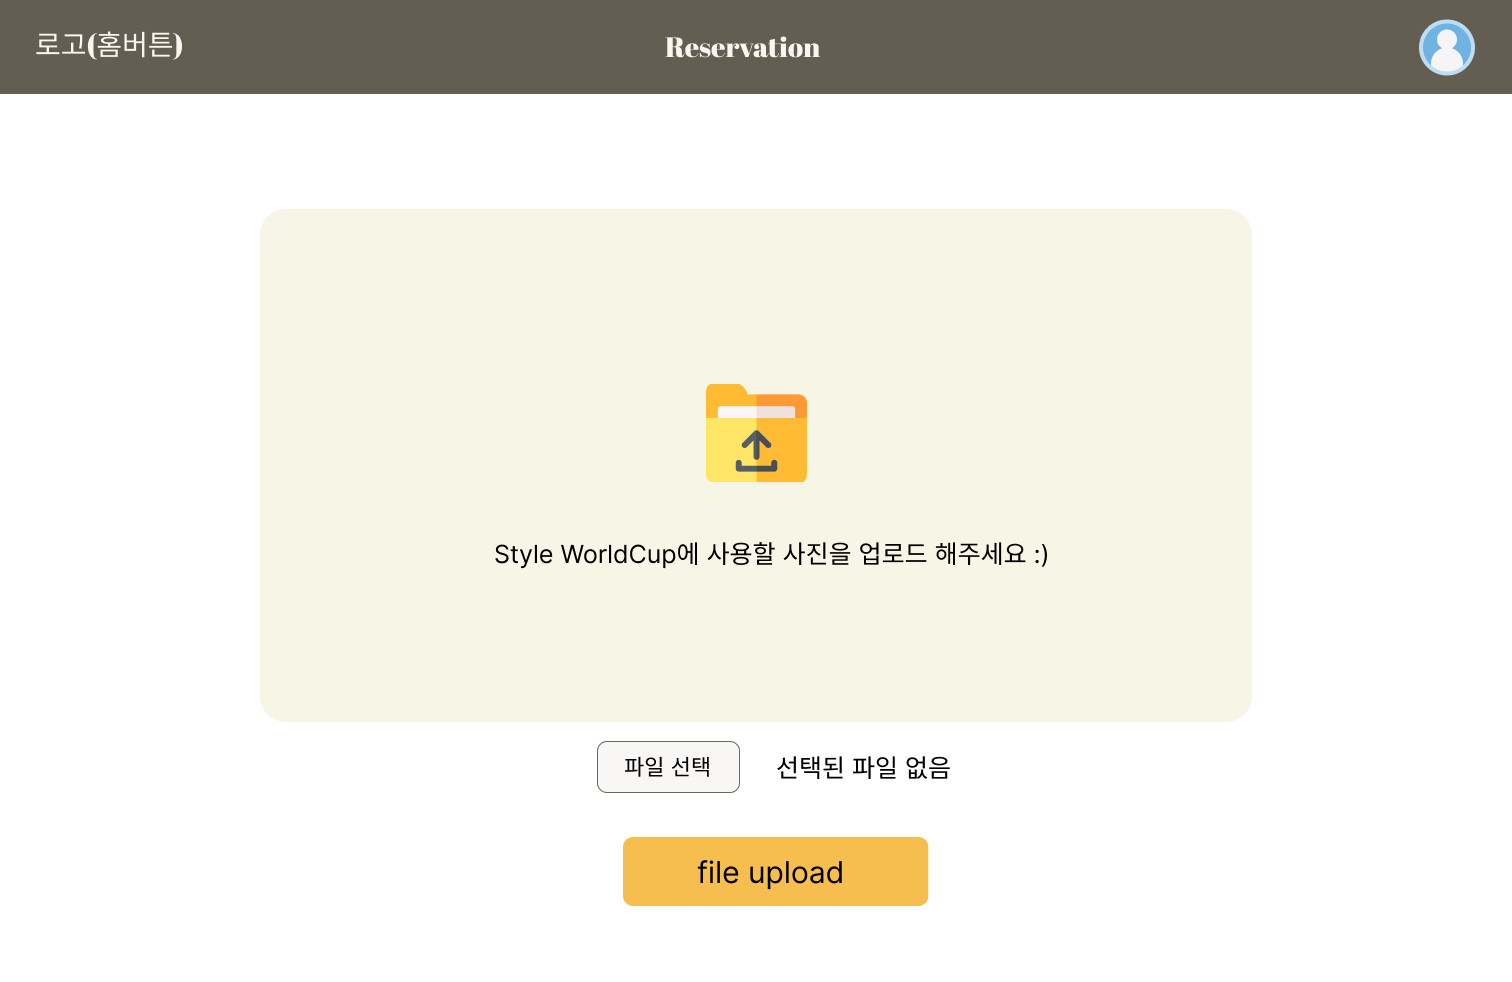 로고(홈버튼)
Reservation
Style WorldCup에 사용할 사진을 업로드 해주세요 :)
파일 선택
선택된 파일 없음
file upload